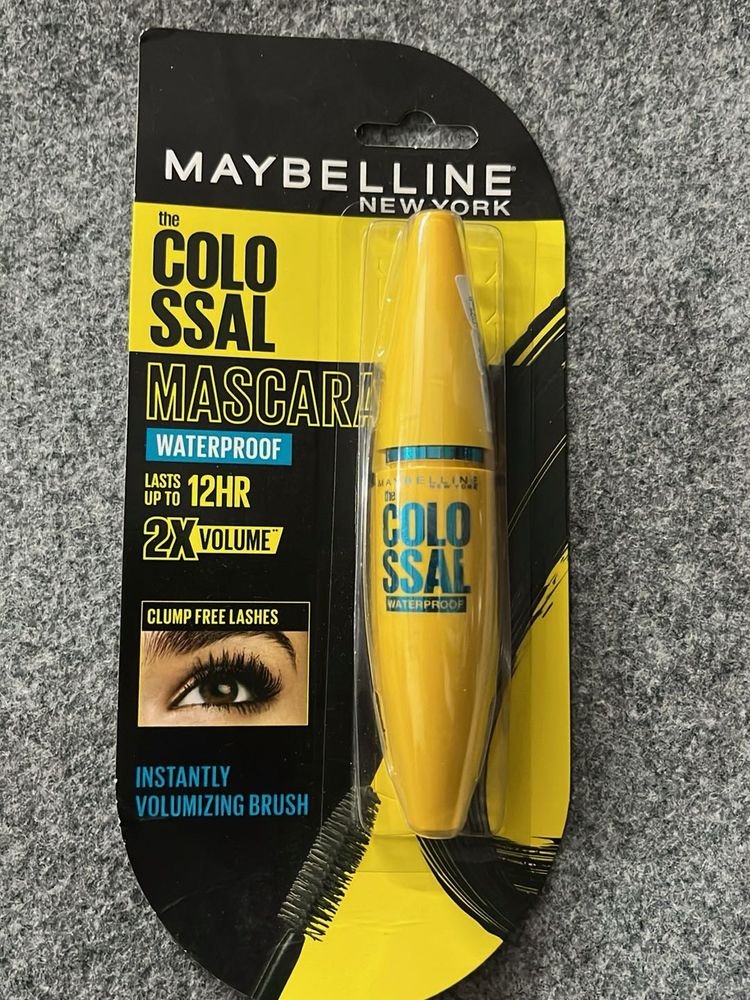 MAYBELLINE
NEW YORK
the
COLO
SSAL
MASCARA
WATERPROOF
LASTS
UP TO 12HR
2X VOLUME**
CLUMP FREE LASHES
INSTANTLY
VOLUMIZING BRUSH
MAYBELLINE
NEW YORK
the
COLO
SSAL
WATERPROOF